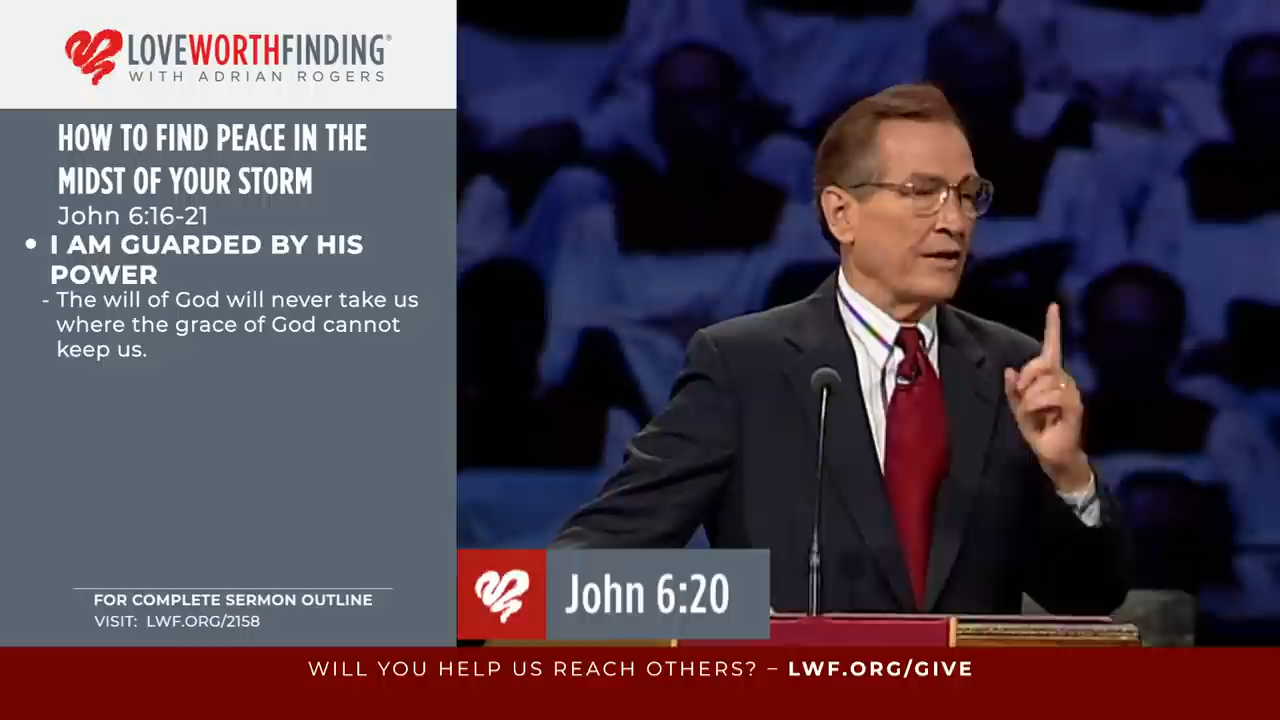 LOVEWORTHFINDING®
WITH ADRIAN ROGERS
HOW TO FIND PEACE IN THE
MIDST OF YOUR STORM
John 6:16-21
• I AM GUARDED BY HIS
POWER
- The will of God will never take us
where the grace of God cannot
keep us.
FOR COMPLETE SERMON OUTLINE
VISIT: LWF.ORG/2158
John 6:20
WILL YOU HELP US REACH OTHERS? – LWF.ORG/GIVE